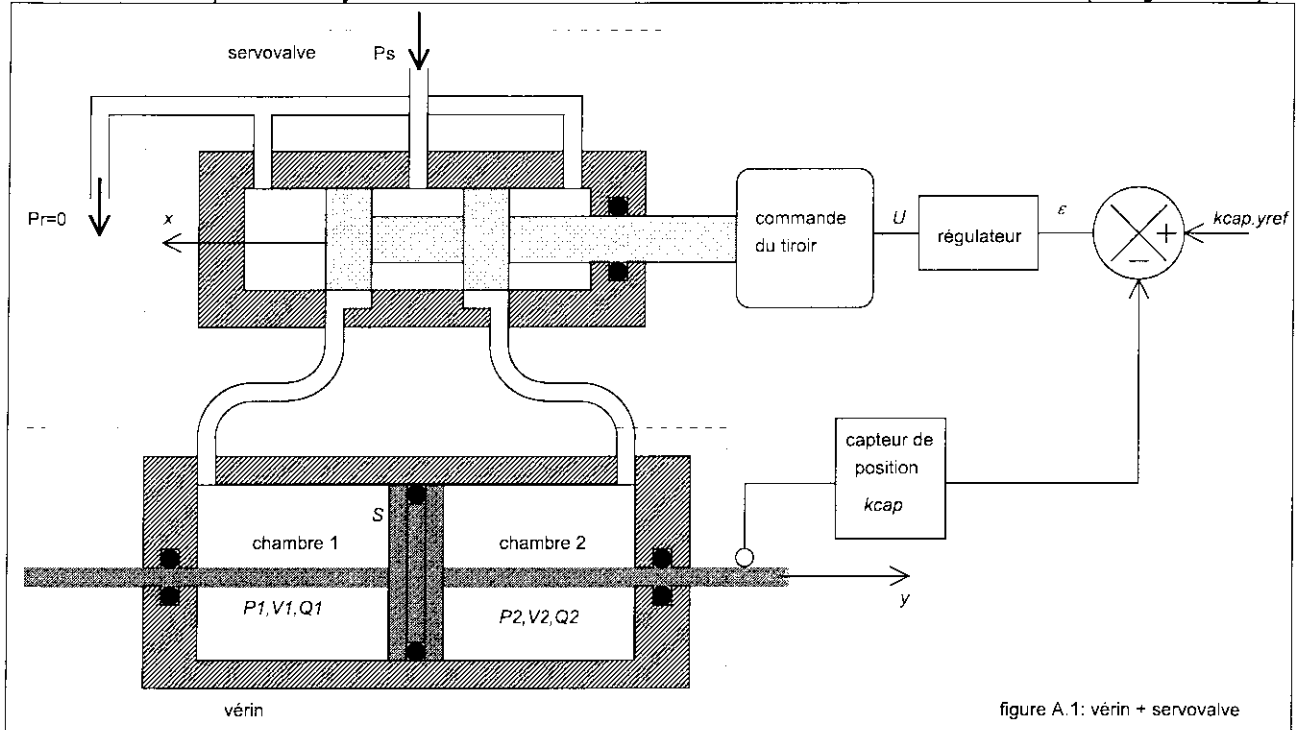 servovalve
Ps
Pr=0
x
commande
du tiroir
U
régulateur
ε
+
−
kcap.yref
capteur de
position
kcap
S
chambre 1
chambre 2
P1,V1,Q1
P2,V2,Q2
y
vérin
figure A.1: vérin + servovalve